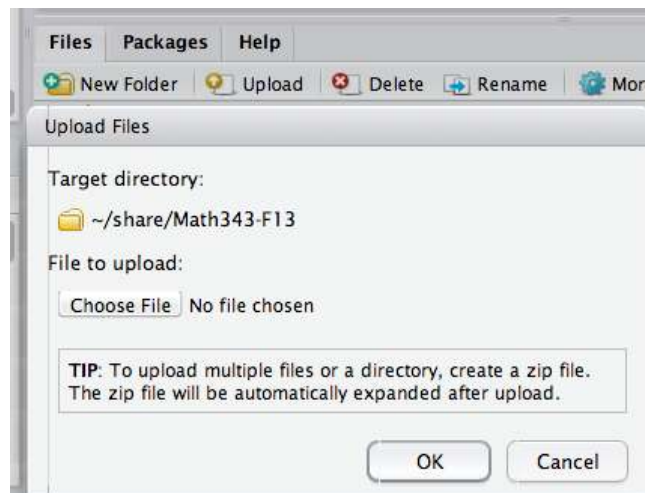 Files Packages Help
New Folder Upload Delete Rename Mor
Upload Files
Target directory:
~/share/Math343-F13
File to upload:
Choose File No file chosen
TIP: To upload multiple files or a directory, create a zip file.
The zip file will be automatically expanded after upload.
OK Cancel